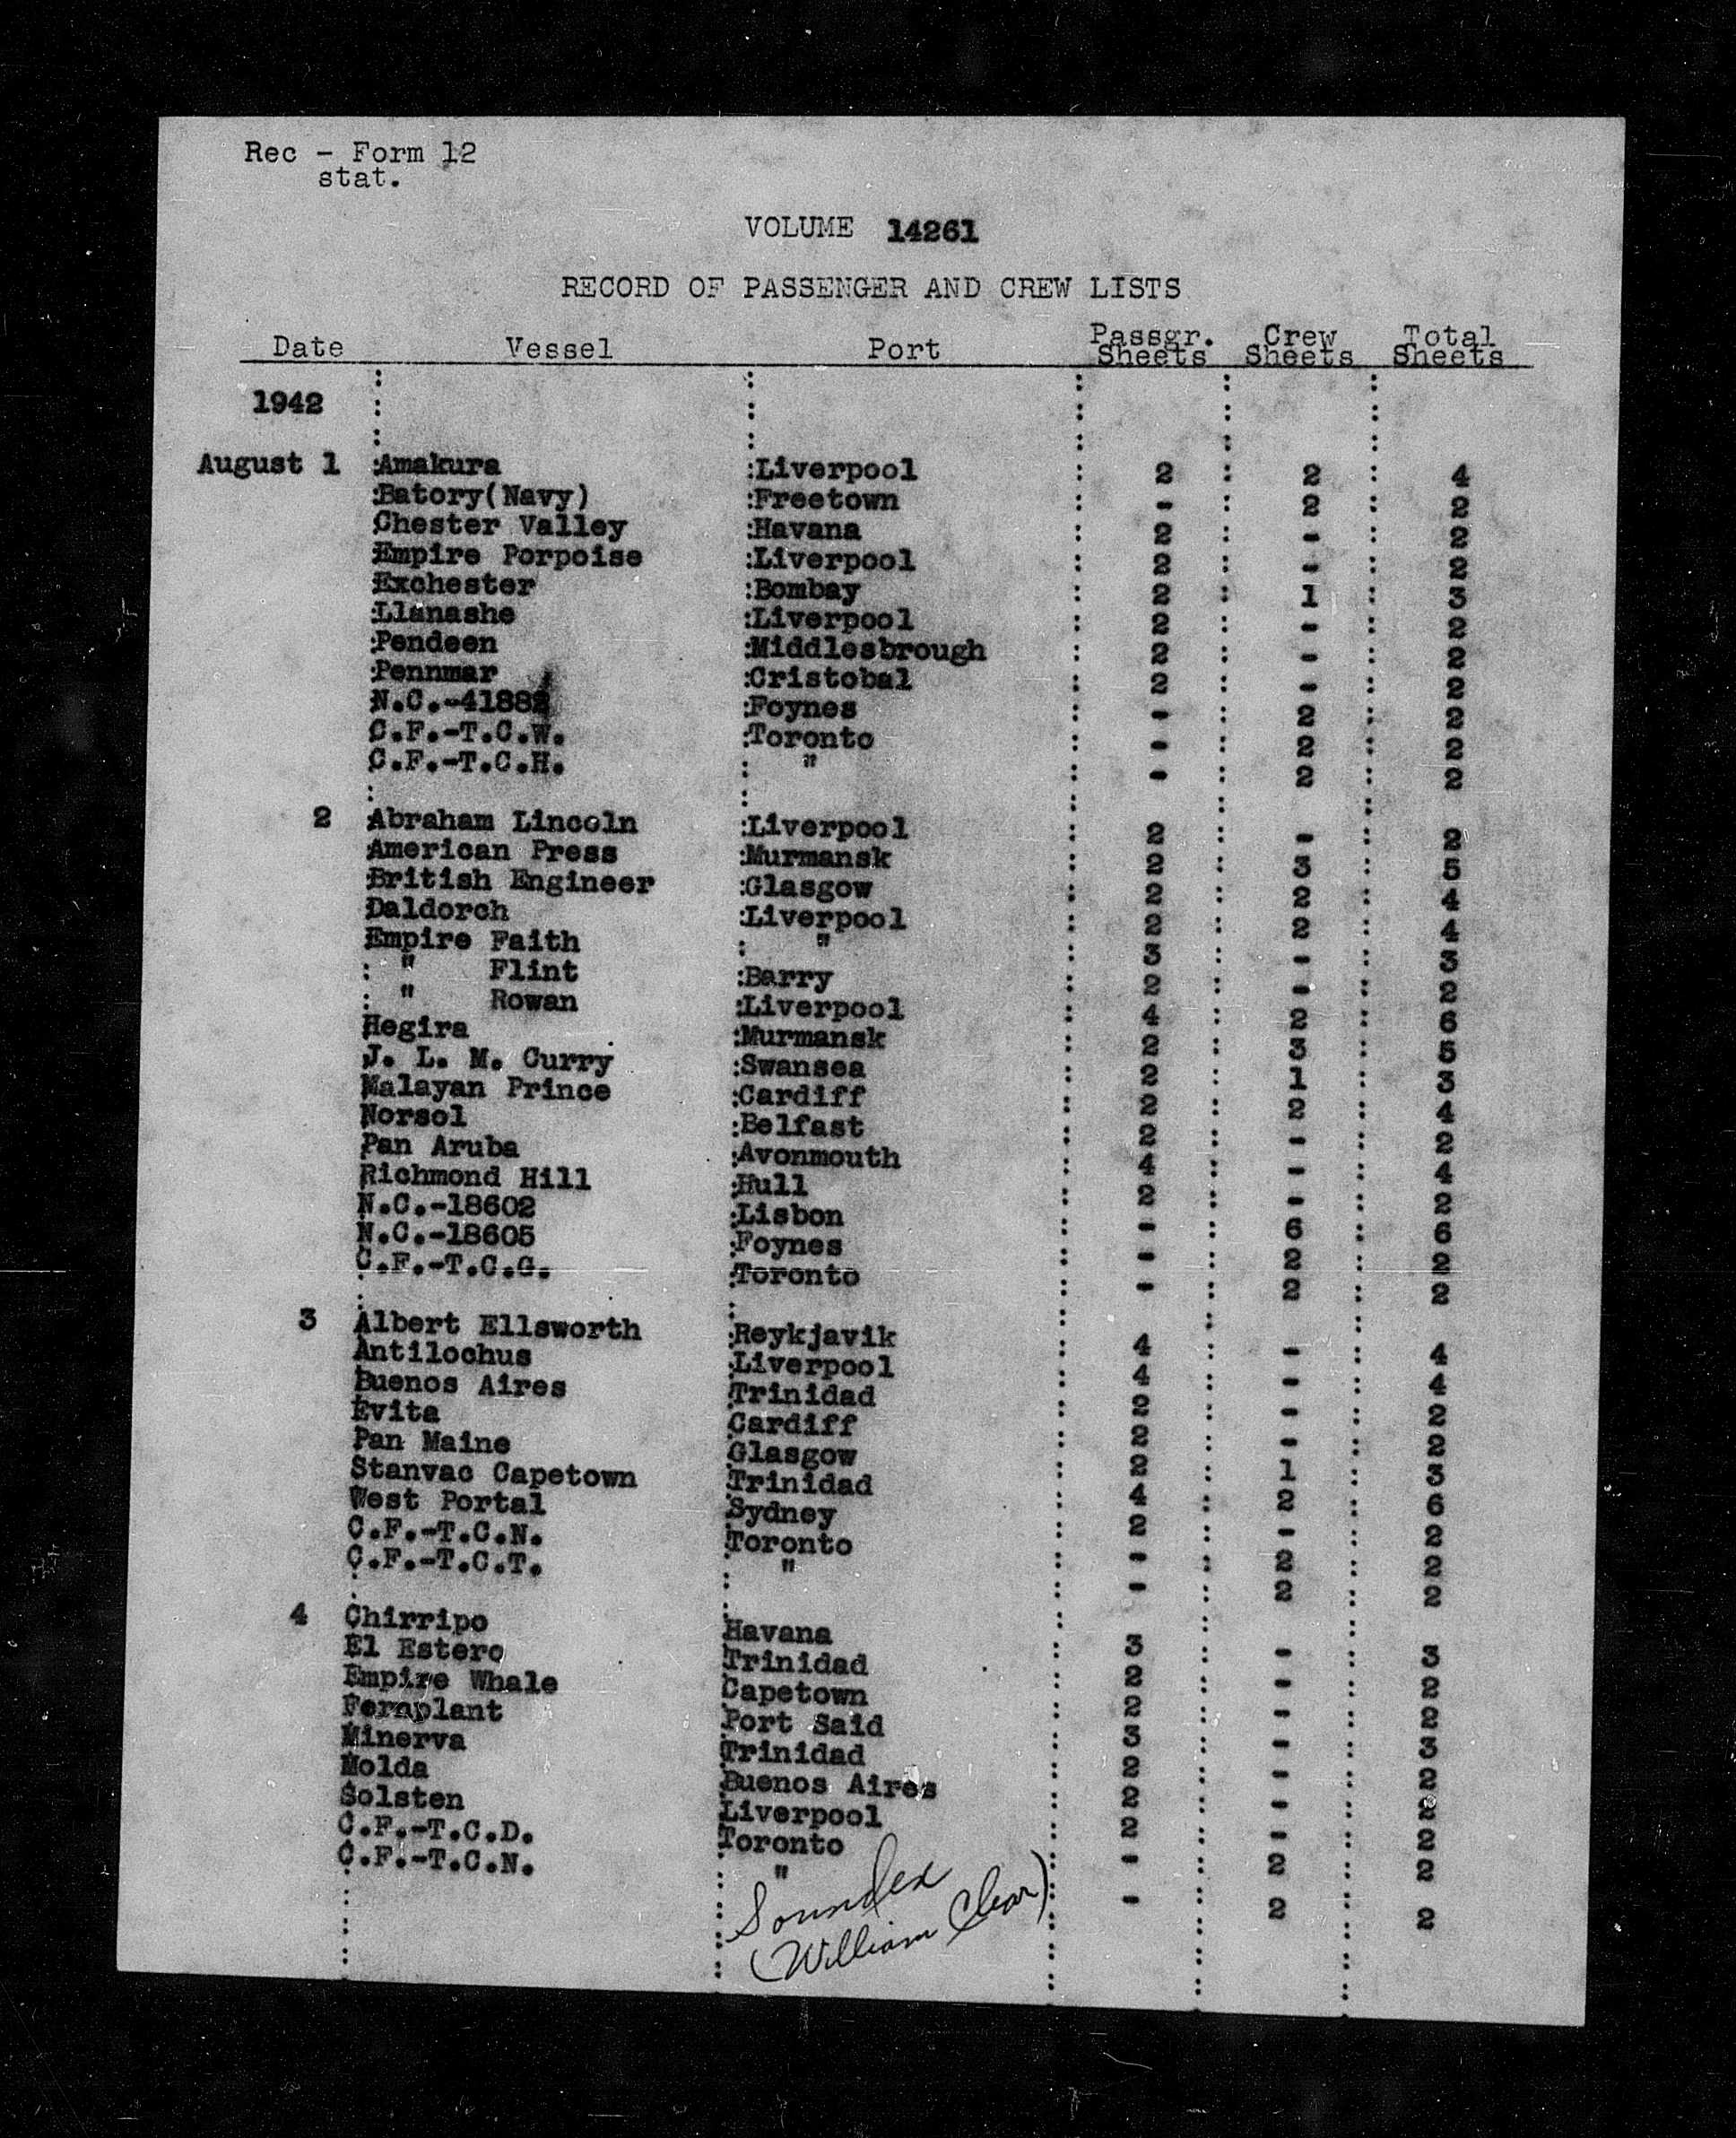 Rec - Form 12
stat.
VOLUME 14261
RECORD OF PASSENGER AND CREW LISTS
Date Vessel Port Passgr. Sheets Crew Sheets Total Sheets
1942
August 1 :Amakura :Liverpool : 2 : 2 : 4
:Batory(Navy) :Freetown : - : 2 : 2
:Chester Valley :Havana : 2 : - : 2
:Empire Porpoise :Liverpool : 2 : - : 2
:Exchester :Bombay : 2 : 1 : 3
:Llanashe :Liverpool : 2 : - : 2
:Pendeen :Middlesbrough : 2 : - : 2
:Pennmar :Cristobal : 2 : - : 2
:N.C.-41882 :Foynes : - : 2 : 2
:C.F.-T.C.W. :Toronto : - : 2 : 2
:C.F.-T.C.H. : " : - : 2 : 2
2 :Abraham Lincoln :Liverpool : 2 : - : 2
:American Press :Murmansk : 2 : 3 : 5
:British Engineer :Glasgow : 2 : 2 : 4
:Daldorch :Liverpool : 2 : 2 : 4
:Empire Faith : " : 3 : - : 3
: " Flint :Barry : 2 : - : 2
: " Rowan :Liverpool : 4 : 2 : 6
:Hegira :Murmansk : 2 : 3 : 5
:J. L. M. Curry :Swansea : 2 : 1 : 3
:Malayan Prince :Cardiff : 2 : 2 : 4
:Norsol :Belfast : 2 : - : 2
:Pan Aruba :Avonmouth : 4 : - : 4
:Richmond Hill :Hull : 2 : - : 2
:N.C.-18602 :Lisbon : - : 6 : 6
:N.C.-18605 :Foynes : - : 2 : 2
:C.F.-T.C.G. :Toronto : - : 2 : 2
3 :Albert Ellsworth :Reykjavik : 4 : - : 4
:Antilochus :Liverpool : 4 : - : 4
:Buenos Aires :Trinidad : 2 : - : 2
:Evita :Cardiff : 2 : - : 2
:Pan Maine :Glasgow : 2 : 1 : 3
:Stanvac Capetown :Trinidad : 4 : 2 : 6
:West Portal :Sydney : 2 : - : 2
:C.F.-T.C.N. :Toronto : - : 2 : 2
:C.F.-T.C.T. : " : - : 2 : 2
4 :Chirripo :Havana : 3 : - : 3
:El Estero :Trinidad : 2 : - : 2
:Empire Whale :Capetown : 2 : - : 2
:Fernplant :Port Said : 3 : - : 3
:Minerva :Trinidad : 2 : - : 2
:Molda :Buenos Aires : 2 : - : 2
:Solsten :Liverpool : 2 : - : 2
:C.F.-T.C.D. :Toronto : - : 2 : 2
:C.F.-T.C.N. : " : - : 2 : 2
Soundex
(William Clear)